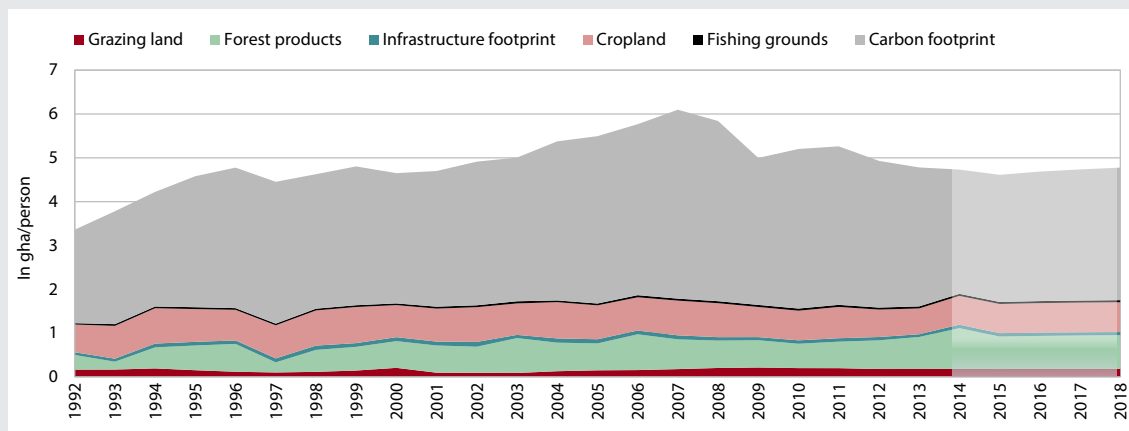 Grazing land Forest products Infrastructure footprint Cropland Fishing grounds Carbon footprint
7
6
5
4
3
2
1
0
In gha/person
1992 1993 1994 1995 1996 1997 1998 1999 2000 2001 2002 2003 2004 2005 2006 2007 2008 2009 2010 2011 2012 2013 2014 2015 2016 2017 2018